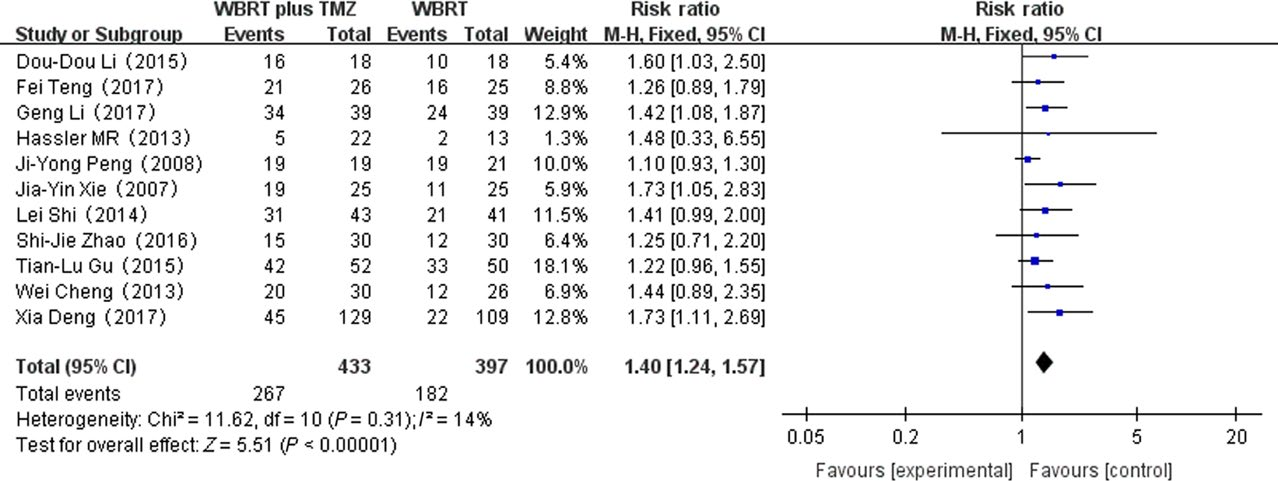 WBRT plus TMZ WBRT Risk ratio Risk ratio
Study or Subgroup Events Total Events Total Weight M-H, Fixed, 95% CI M-H, Fixed, 95% CI
Dou-Dou Li (2015) 16 18 10 18 5.4% 1.60 [1.03, 2.50]
Fei Teng (2017) 21 26 16 25 8.8% 1.26 [0.89, 1.79]
Geng Li (2017) 34 39 24 39 12.9% 1.42 [1.08, 1.87]
Hassler MR (2013) 5 22 2 13 1.3% 1.48 [0.33, 6.55]
Ji-Yong Peng (2008) 19 19 19 21 10.0% 1.10 [0.93, 1.30]
Jia-Yin Xie (2007) 19 25 11 25 5.9% 1.73 [1.05, 2.83]
Lei Shi (2014) 31 43 21 41 11.5% 1.41 [0.99, 2.00]
Shi-Jie Zhao (2016) 15 30 12 30 6.4% 1.25 [0.71, 2.20]
Tian-Lu Gu (2015) 42 52 33 50 18.1% 1.22 [0.96, 1.55]
Wei Cheng (2013) 20 30 12 26 6.9% 1.44 [0.89, 2.35]
Xia Deng (2017) 45 129 22 109 12.8% 1.73 [1.11, 2.69]
Total (95% CI) 433 397 100.0% 1.40 [1.24, 1.57]
Total events 267 182
Heterogeneity: Chi² = 11.62, df = 10 (P = 0.31); I² = 14%
Test for overall effect: Z = 5.51 (P < 0.00001)
0.05 0.2 1 5 20
Favours [experimental] Favours [control]